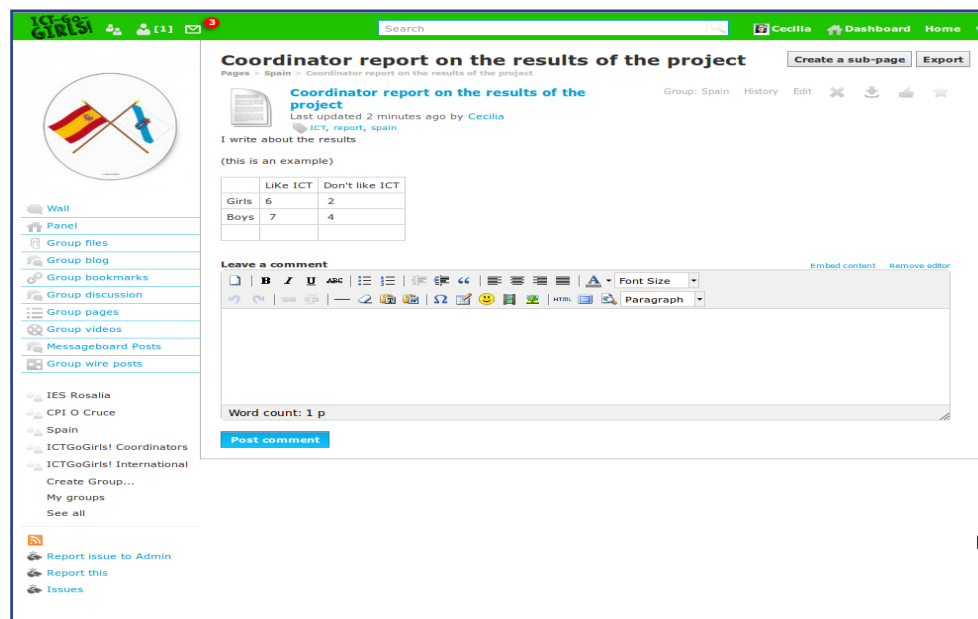 ICT-Go-
GIRLS!
[1]
3
Search
Cecilia
Dashboard
Home
Coordinator report on the results of the project
Create a sub-page
Export
Pages > Spain > Coordinator report on the results of the project
Coordinator report on the results of the
project
Group: Spain
History
Edit
Last updated 2 minutes ago by Cecilia
ICT, report, spain
I write about the results
(this is an example)
LiKe ICT Don't like ICT
Girls 6 2
Boys 7 4
Wall
Panel
Group files
Group blog
Group bookmarks
Group discussion
Group pages
Group videos
Messageboard Posts
Group wire posts
Leave a comment
Embed content
Remove editor
B I U ABC
A
Font Size
Ω
HTML
Paragraph
Word count: 1 p
Post comment
IES Rosalia
CPI O Cruce
Spain
ICTGoGirls! Coordinators
ICTGoGirls! International
Create Group...
My groups
See all
Report issue to Admin
Report this
Issues